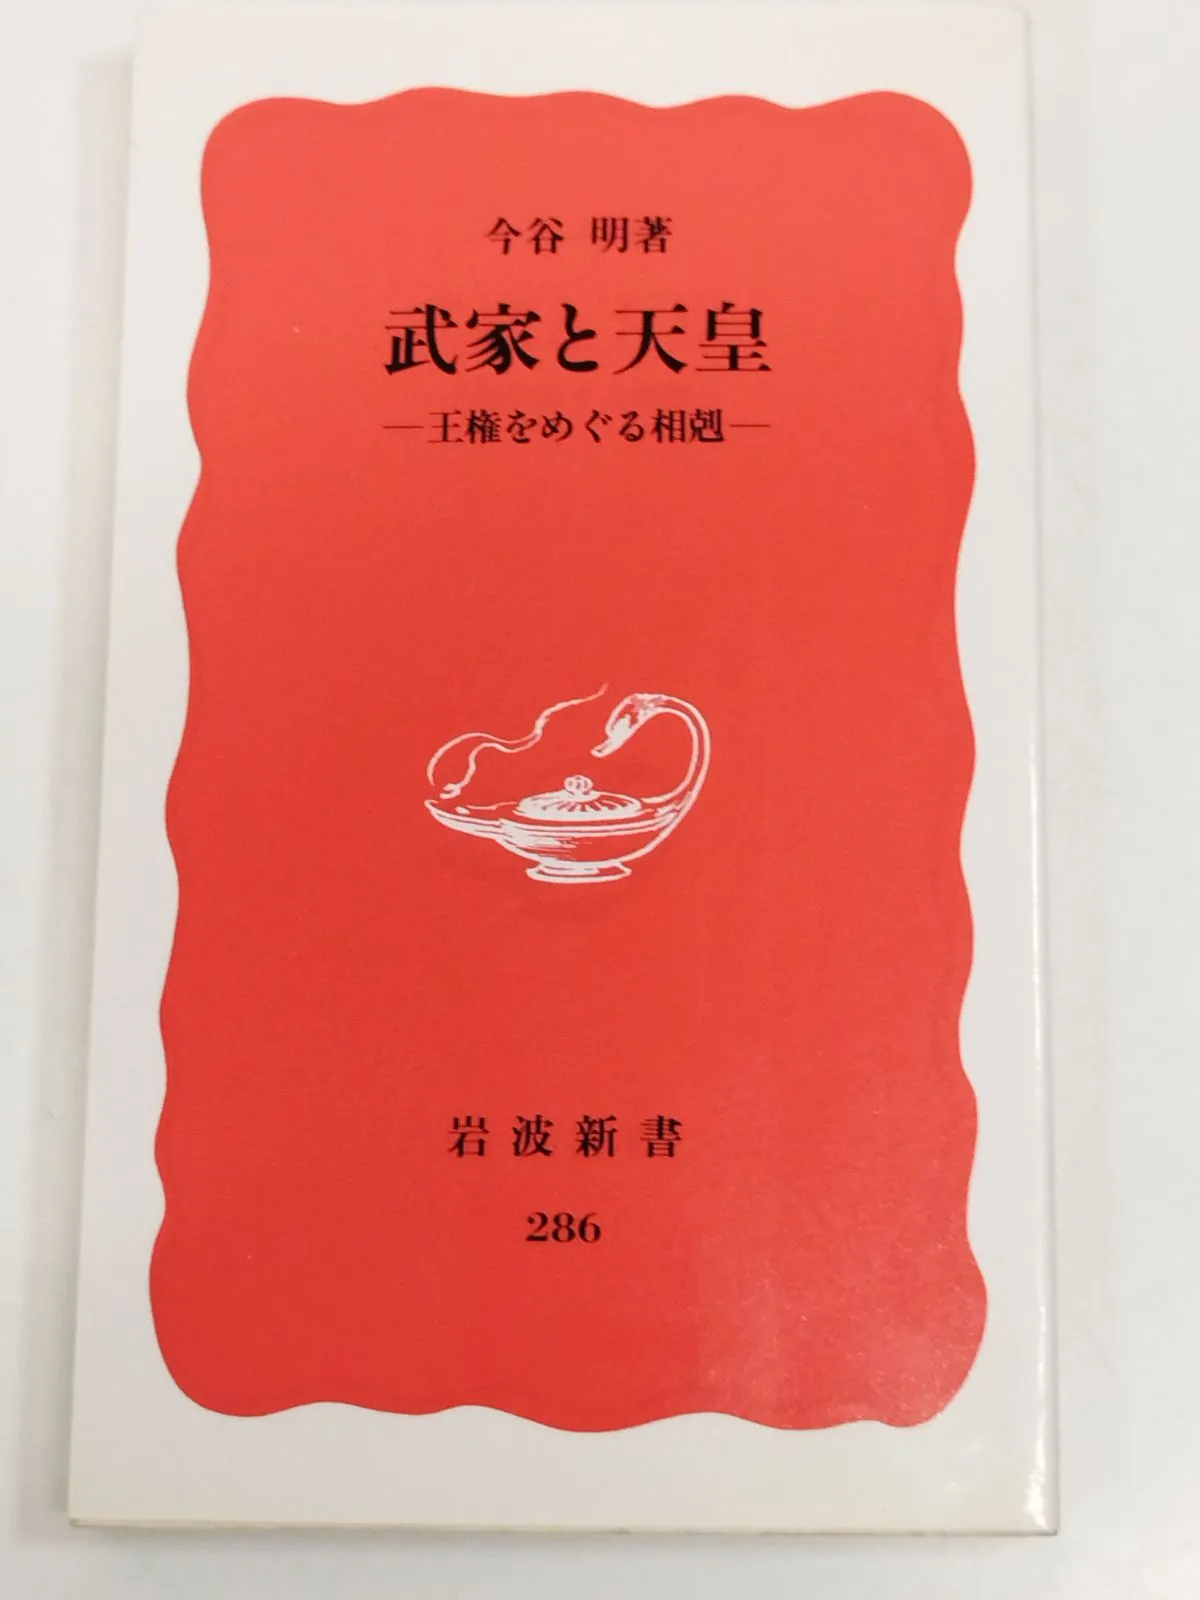 今谷 明著
武家と天皇
―王権をめぐる相剋―
岩波新書
286